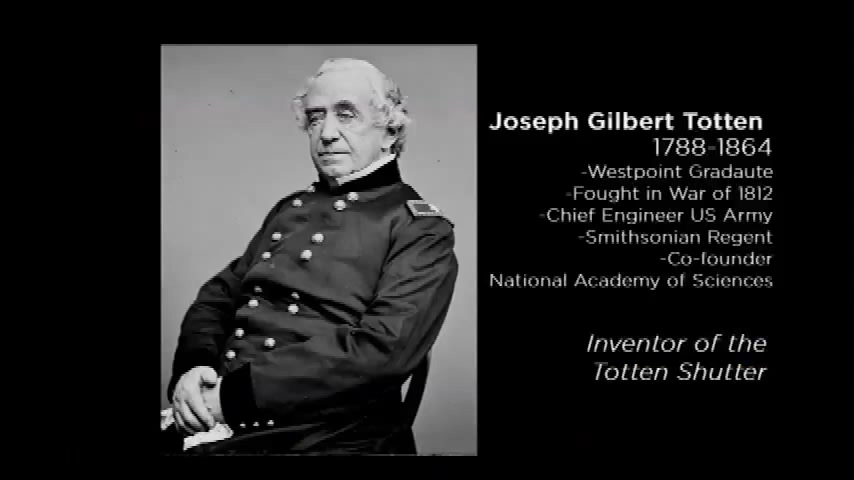 Joseph Gilbert Totten
1788-1864
-Westpoint Gradaute
-Fought in War of 1812
-Chief Engineer US Army
-Smithsonian Regent
-Co-founder
National Academy of Sciences
Inventor of the
Totten Shutter